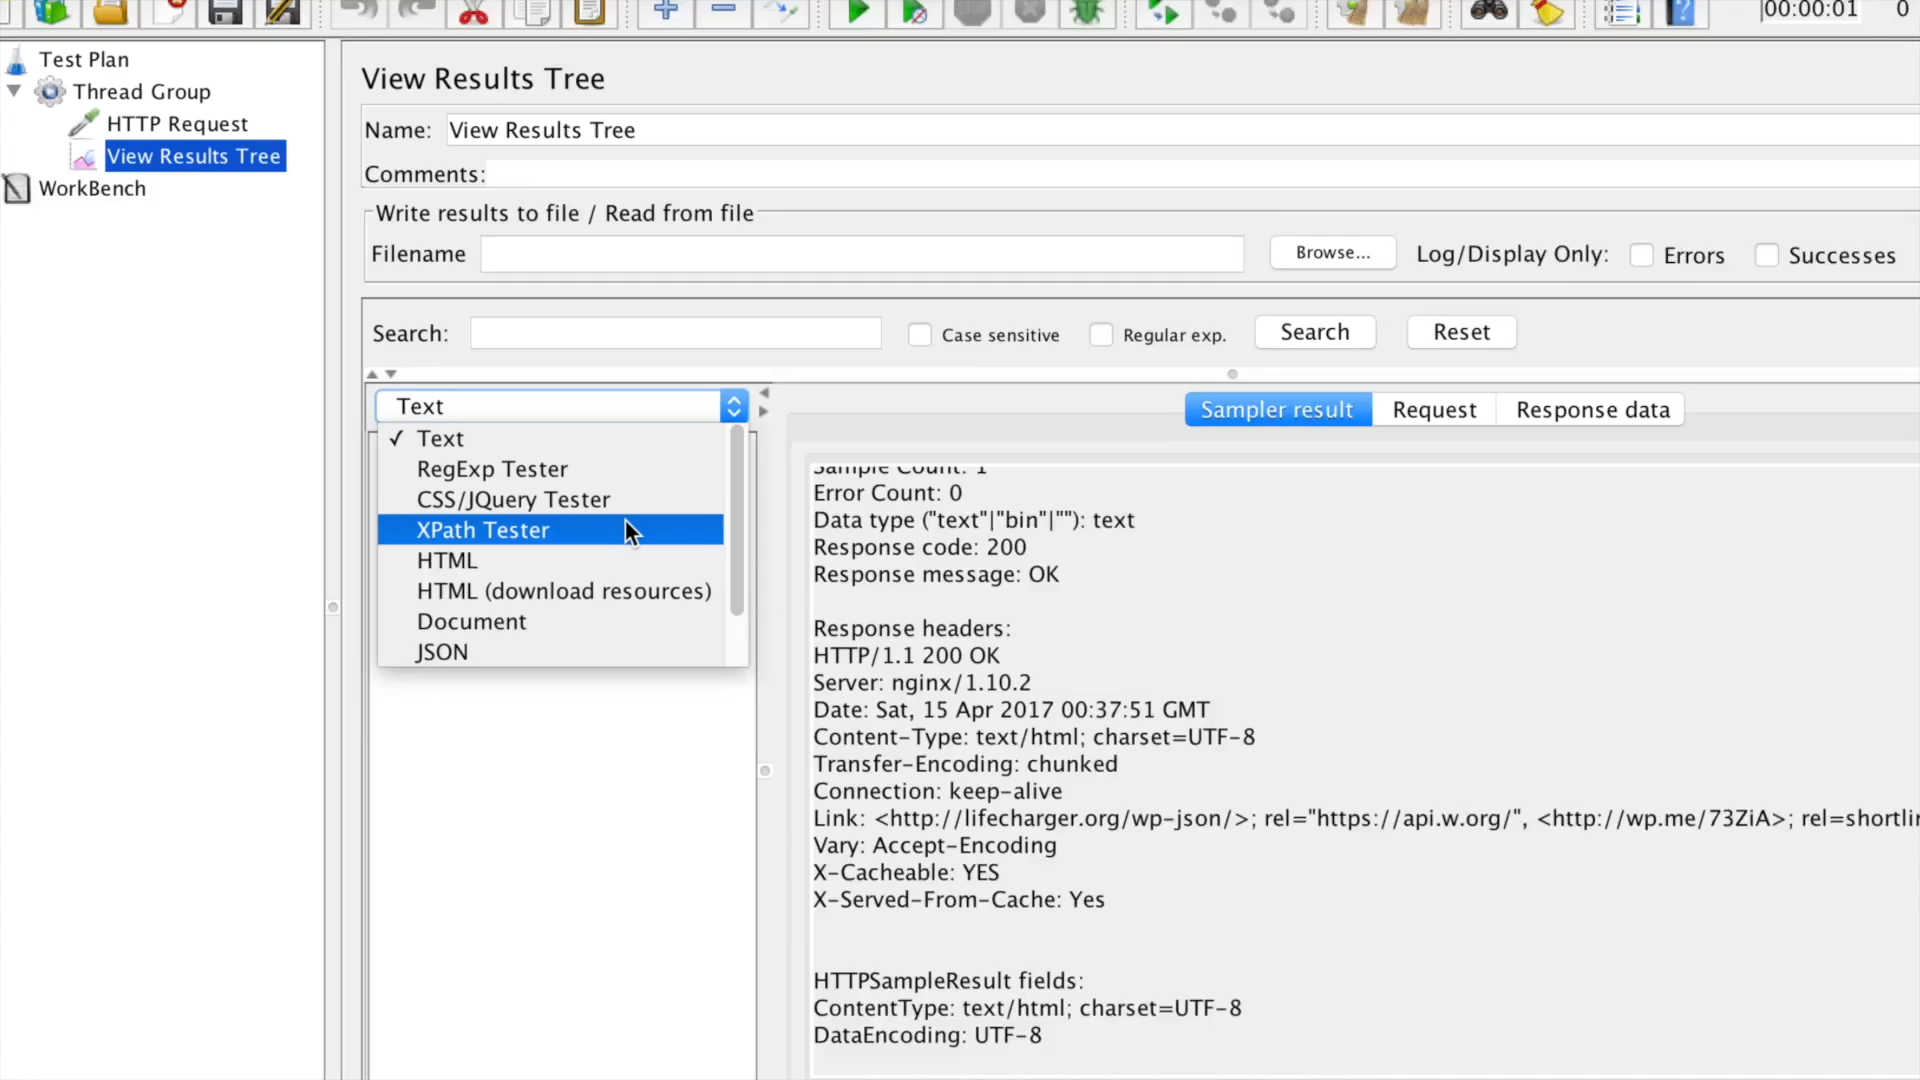 00:00:01 0
Test Plan
Thread Group
HTTP Request
View Results Tree
WorkBench
View Results Tree
Name: View Results Tree
Comments:
Write results to file / Read from file
Filename Browse... Log/Display Only: Errors Successes
Search: Case sensitive Regular exp. Search Reset
Text
✓ Text
RegExp Tester
CSS/JQuery Tester
XPath Tester
HTML
HTML (download resources)
Document
JSON
Sampler result Request Response data
Sample Count: 1
Error Count: 0
Data type ("text"|"bin"|""): text
Response code: 200
Response message: OK
Response headers:
HTTP/1.1 200 OK
Server: nginx/1.10.2
Date: Sat, 15 Apr 2017 00:37:51 GMT
Content-Type: text/html; charset=UTF-8
Transfer-Encoding: chunked
Connection: keep-alive
Link: <http://lifecharger.org/wp-json/>; rel="https://api.w.org/", <http://wp.me/73ZiA>; rel=shortlin
Vary: Accept-Encoding
X-Cacheable: YES
X-Served-From-Cache: Yes
HTTPSampleResult fields:
ContentType: text/html; charset=UTF-8
DataEncoding: UTF-8